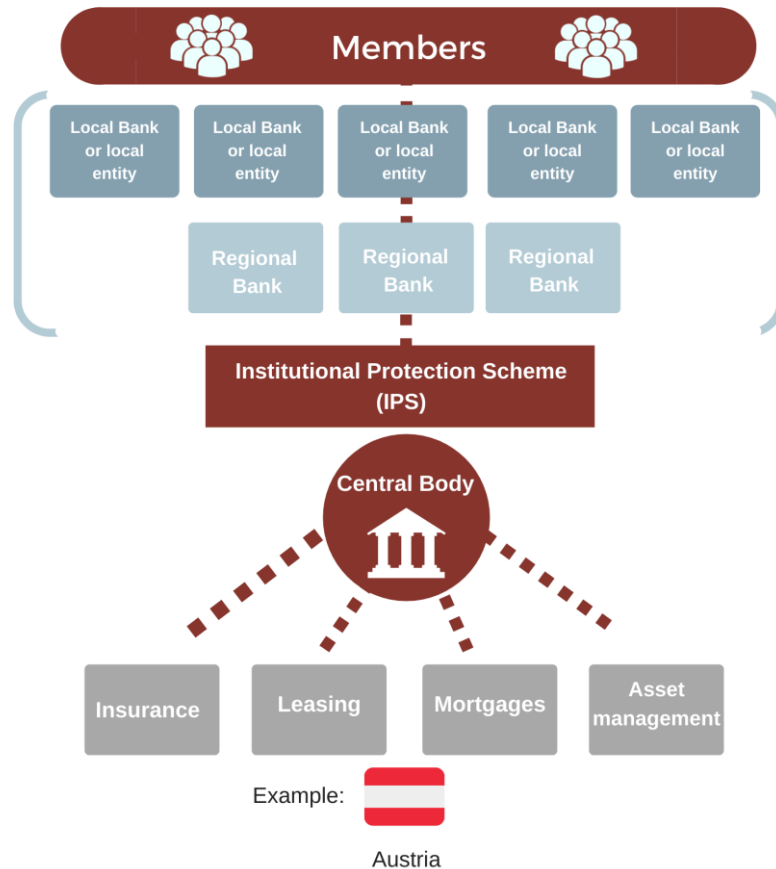 Members
Local Bank
or local
entity
Local Bank
or local
entity
Local Bank
or local
entity
Local Bank
or local
entity
Local Bank
or local
entity
Regional
Bank
Regional
Bank
Regional
Bank
Institutional Protection Scheme
(IPS)
Central Body
Insurance
Leasing
Mortgages
Asset
management
Example:
Austria